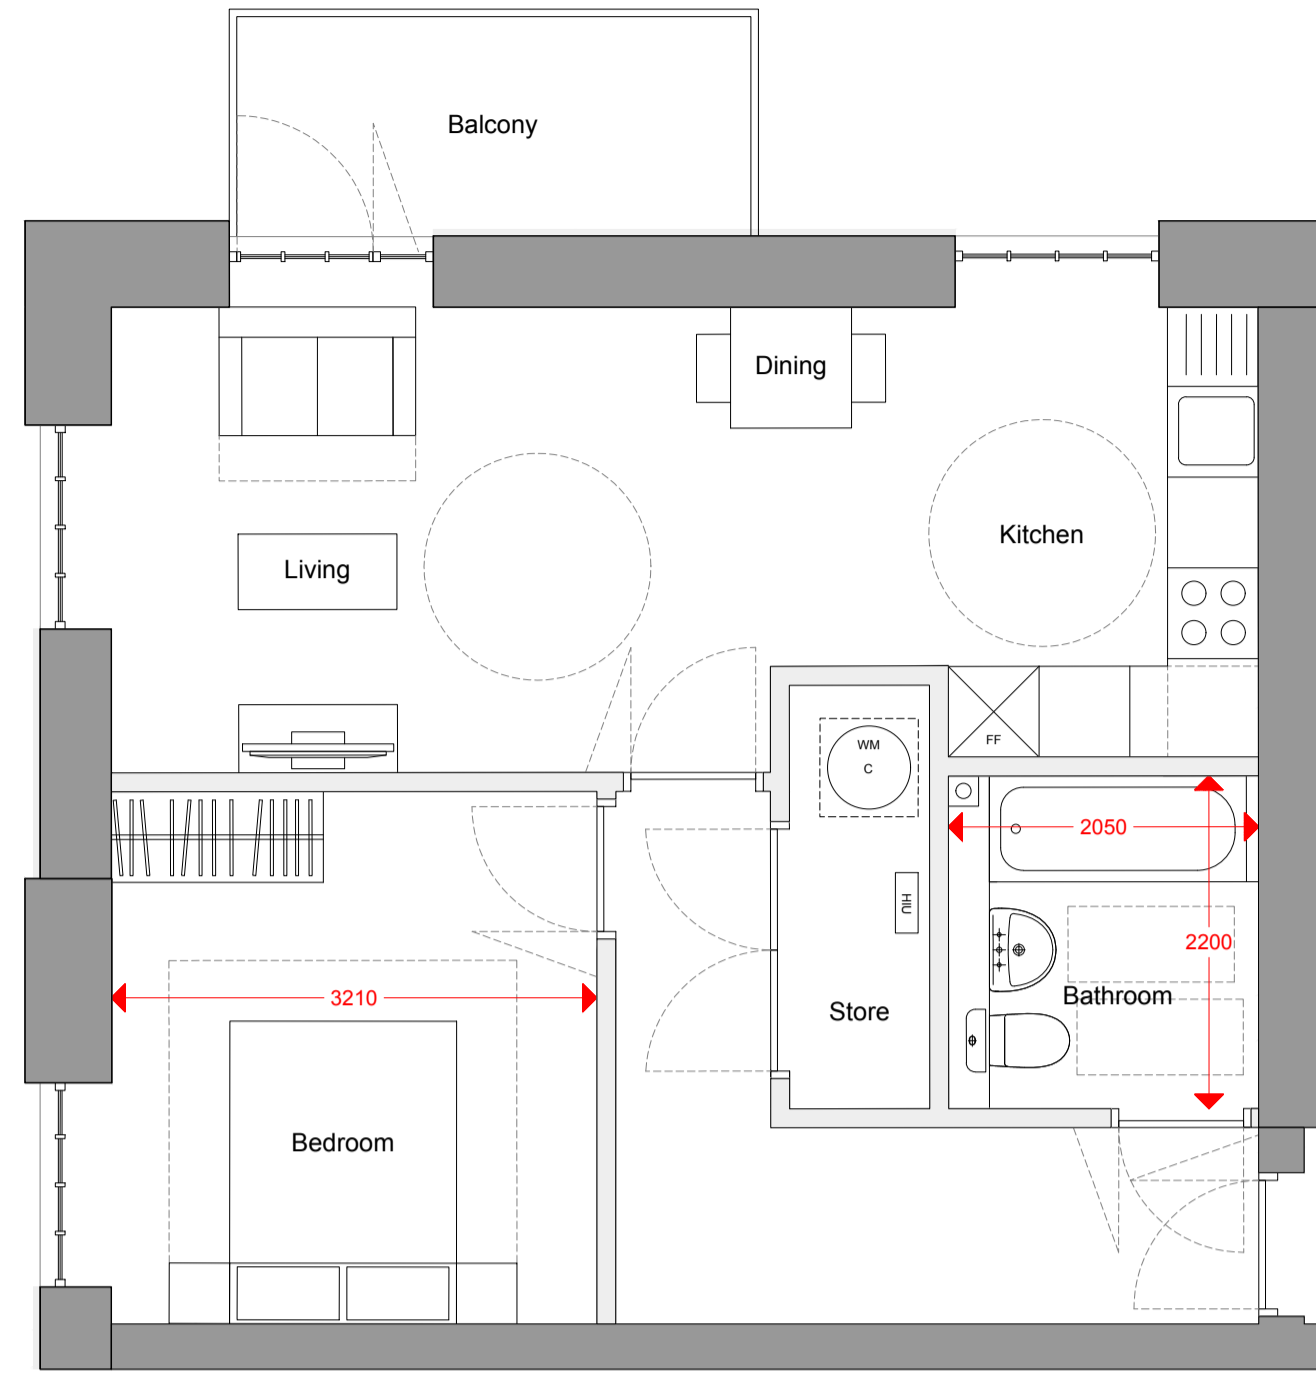 Balcony
Dining
Kitchen
Living
FF
WM
C
2050
HIU
2200
3210
Bathroom
Store
Bedroom